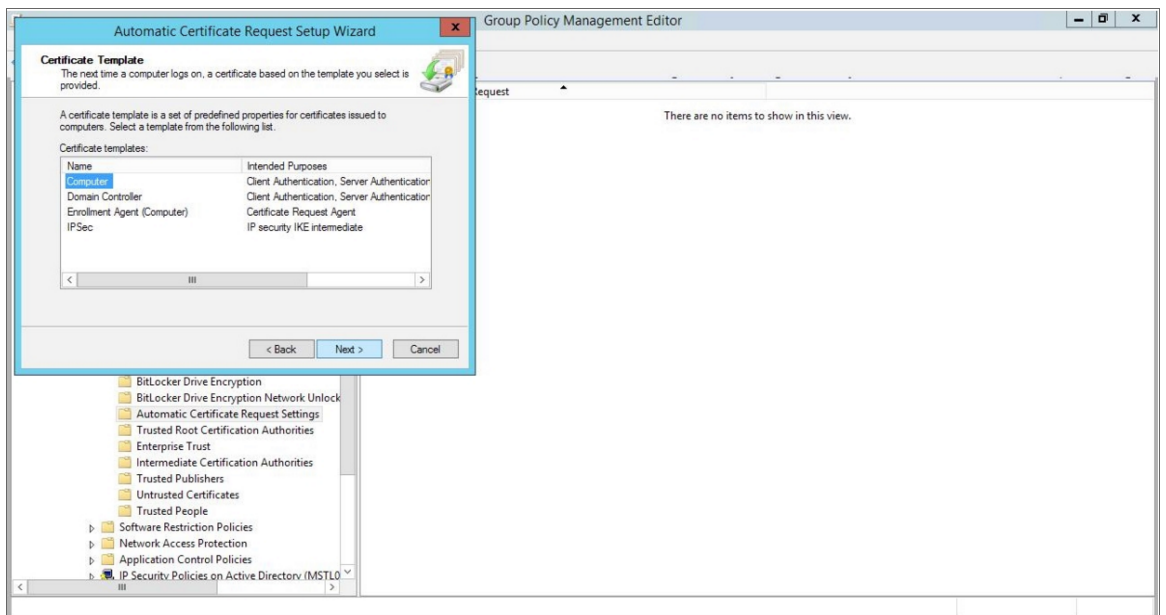 Automatic Certificate Request Setup Wizard
x
Group Policy Management Editor
Certificate Template
The next time a computer logs on, a certificate based on the template you select is
provided.
A certificate template is a set of predefined properties for certificates issued to
computers. Select a template from the following list.
Certificate templates:
Name Intended Purposes
Computer Client Authentication, Server Authentication
Domain Controller Client Authentication, Server Authentication
Enrollment Agent (Computer) Certificate Request Agent
IPSec IP security IKE intermediate
< Back Next > Cancel
Request
There are no items to show in this view.
BitLocker Drive Encryption
BitLocker Drive Encryption Network Unlock
Automatic Certificate Request Settings
Trusted Root Certification Authorities
Enterprise Trust
Intermediate Certification Authorities
Trusted Publishers
Untrusted Certificates
Trusted People
Software Restriction Policies
Network Access Protection
Application Control Policies
IP Security Policies on Active Directory (MSTL0